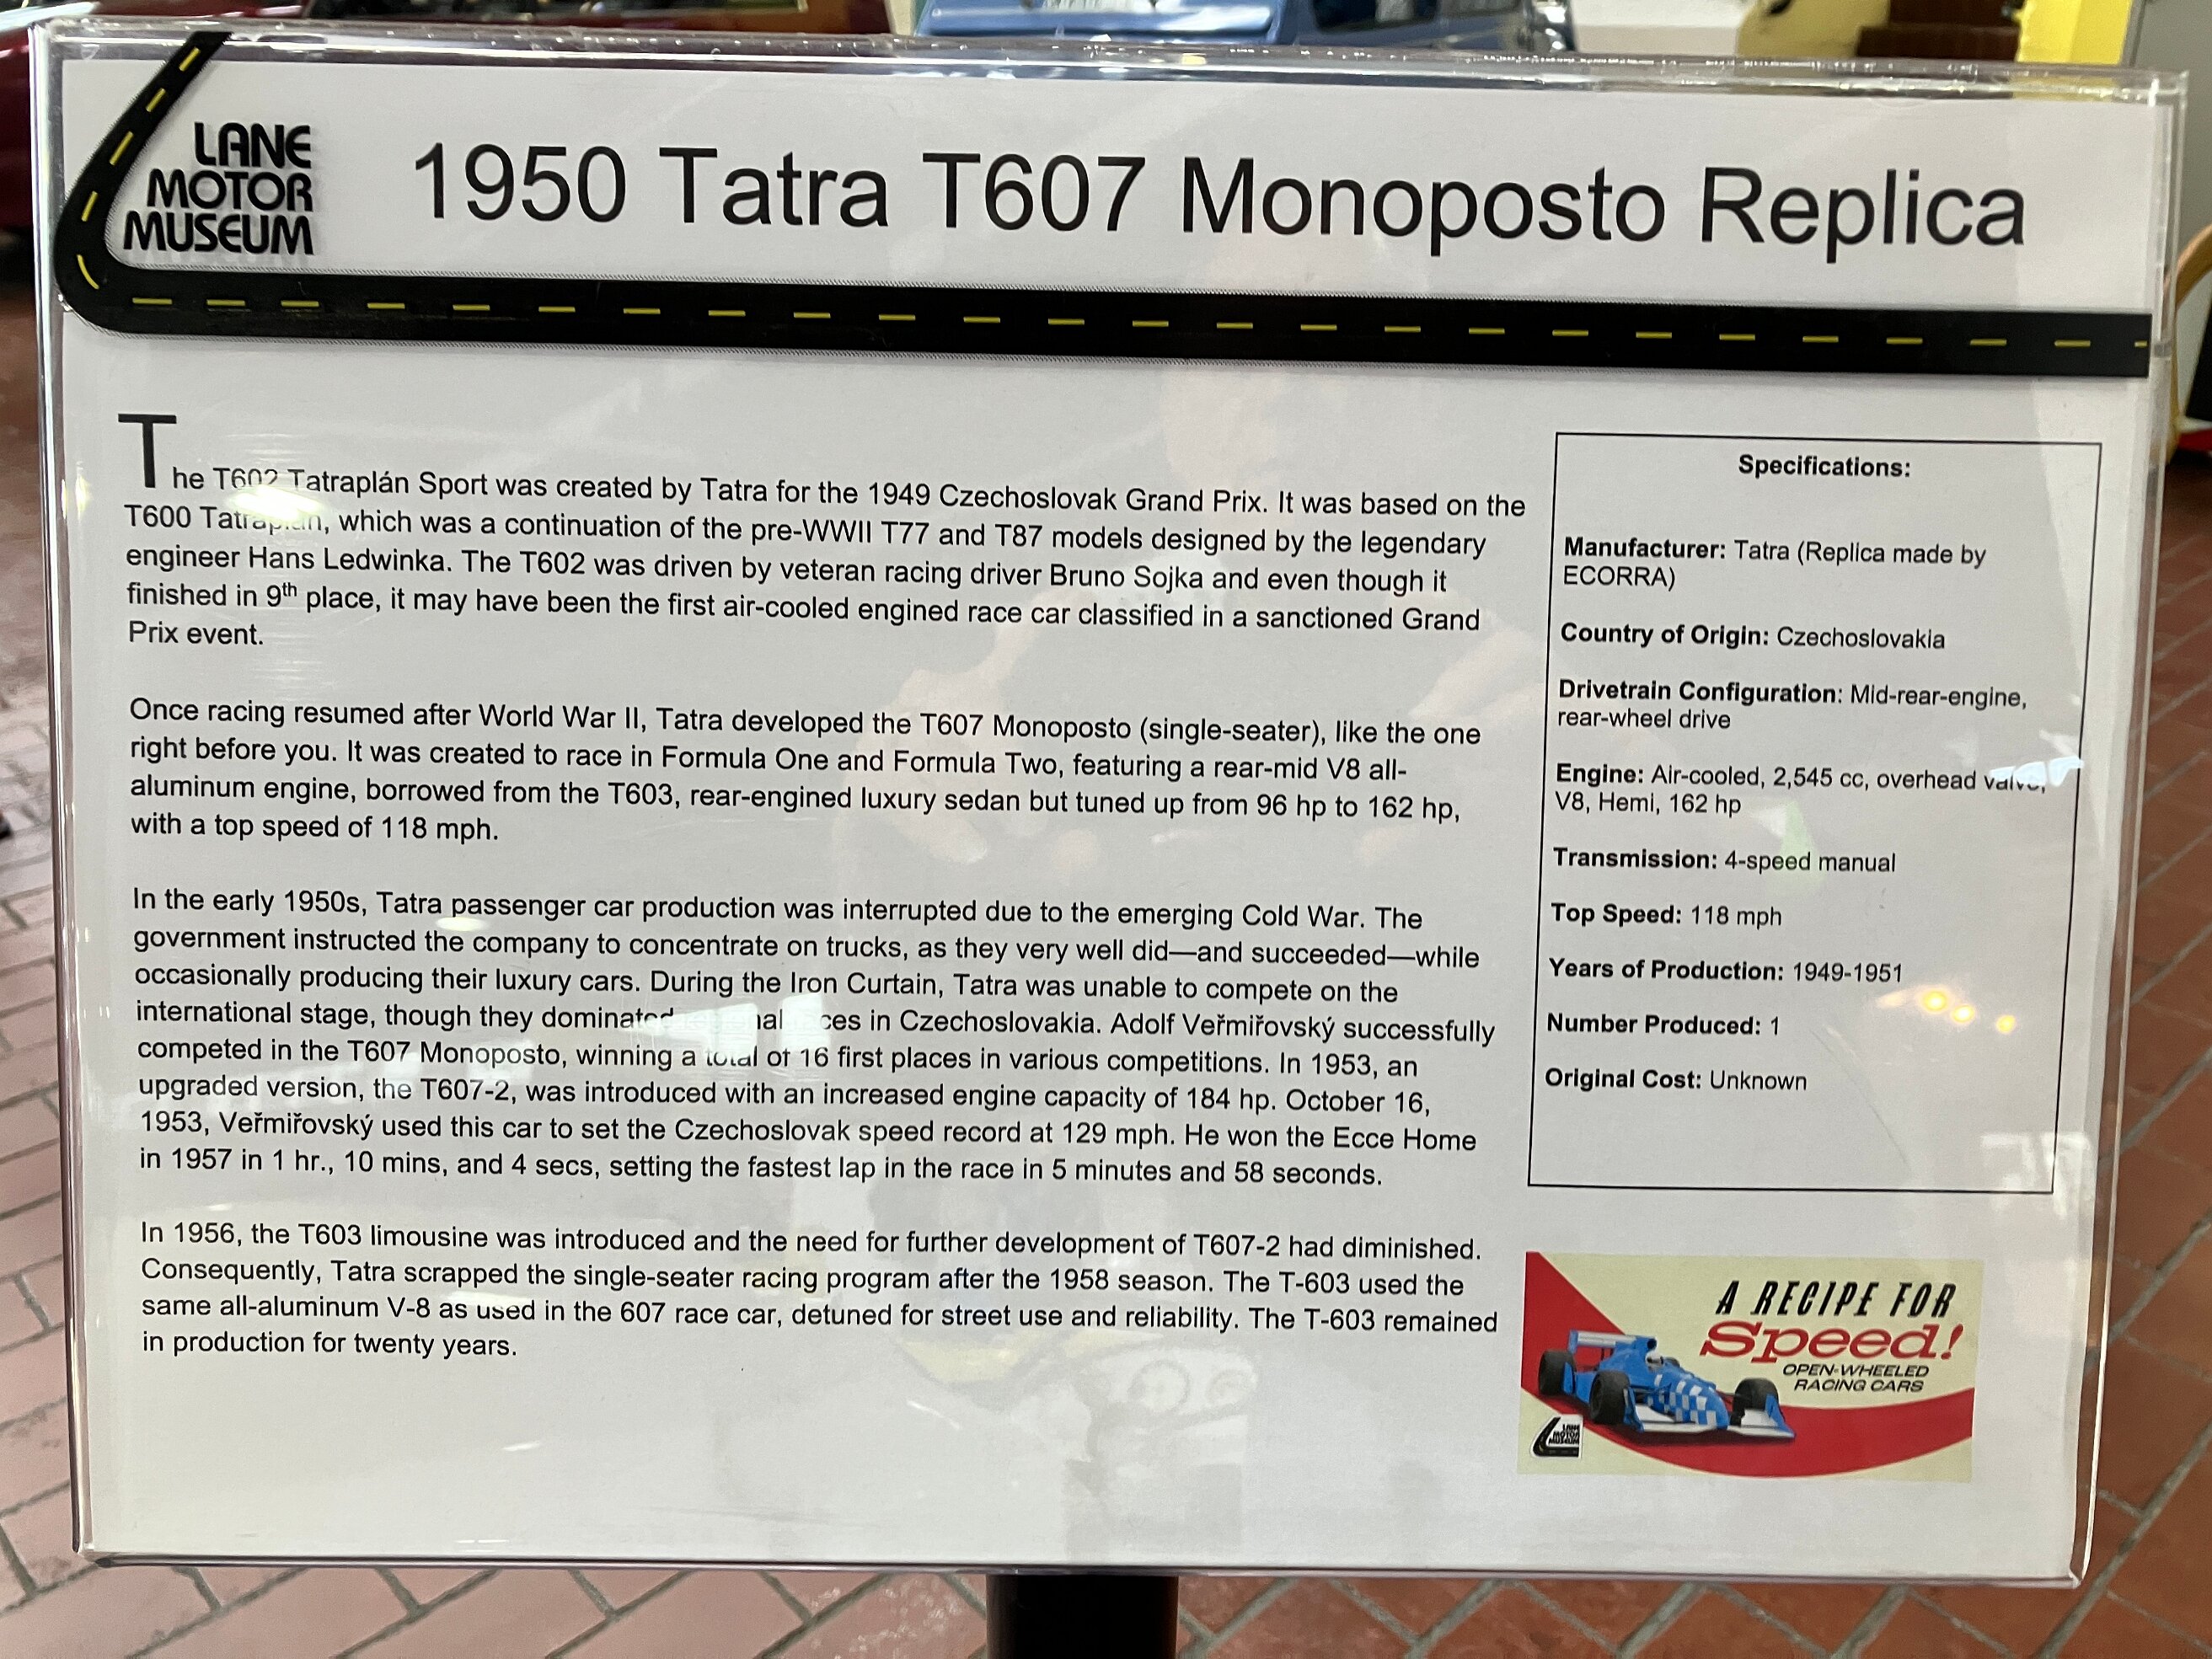 LANE
MOTOR
MUSEUM
1950 Tatra T607 Monoposto Replica
The T602 Tatraplán Sport was created by Tatra for the 1949 Czechoslovak Grand Prix. It was based on the
T600 Tatraplán, which was a continuation of the pre-WWII T77 and T87 models designed by the legendary
engineer Hans Ledwinka. The T602 was driven by veteran racing driver Bruno Sojka and even though it
finished in 9th place, it may have been the first air-cooled engined race car classified in a sanctioned Grand
Prix event.
Once racing resumed after World War II, Tatra developed the T607 Monoposto (single-seater), like the one
right before you. It was created to race in Formula One and Formula Two, featuring a rear-mid V8 all-
aluminum engine, borrowed from the T603, rear-engined luxury sedan but tuned up from 96 hp to 162 hp,
with a top speed of 118 mph.
In the early 1950s, Tatra passenger car production was interrupted due to the emerging Cold War. The
government instructed the company to concentrate on trucks, as they very well did—and succeeded—while
occasionally producing their luxury cars. During the Iron Curtain, Tatra was unable to compete on the
international stage, though they dominated in Czechoslovakia. Adolf Veřmiřovský successfully
competed in the T607 Monoposto, winning a total of 16 first places in various competitions. In 1953, an
upgraded version, the T607-2, was introduced with an increased engine capacity of 184 hp. October 16,
1953, Veřmiřovský used this car to set the Czechoslovak speed record at 129 mph. He won the Ecce Home
in 1957 in 1 hr., 10 mins, and 4 secs, setting the fastest lap in the race in 5 minutes and 58 seconds.
In 1956, the T603 limousine was introduced and the need for further development of T607-2 had diminished.
Consequently, Tatra scrapped the single-seater racing program after the 1958 season. The T-603 used the
same all-aluminum V-8 as used in the 607 race car, detuned for street use and reliability. The T-603 remained
in production for twenty years.
Specifications:
Manufacturer: Tatra (Replica made by
ECORRA)
Country of Origin: Czechoslovakia
Drivetrain Configuration: Mid-rear-engine,
rear-wheel drive
Engine: Air-cooled, 2,545 cc, overhead valve,
V8, Hemi, 162 hp
Transmission: 4-speed manual
Top Speed: 118 mph
Years of Production: 1949-1951
Number Produced: 1
Original Cost: Unknown
A RECIPE FOR
Speed!
OPEN-WHEELED
RACING CARS
LANE
MOTOR
MUSEUM